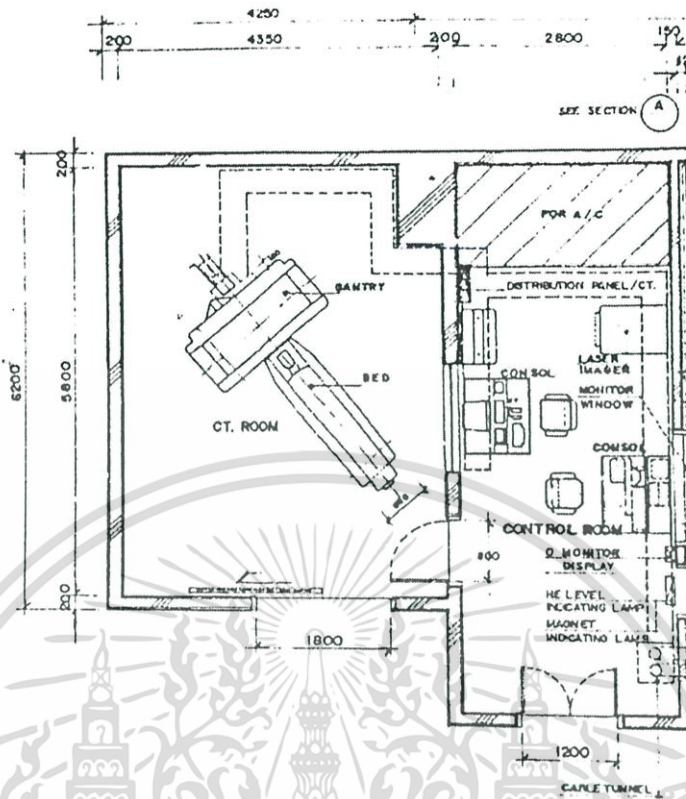 4250
200
4350
200
2800
150
SEE SECTION A
200
FOR A/C
DISTRIBUTION PANEL/CT.
GANTRY
LASER
IMAGER
CONSOL
MONITOR
WINDOW
BED
6200
5800
CT. ROOM
CONSOL
CONTROL ROOM
800
O MONITOR
DISPLAY
HE LEVEL
INDICATING LAMP
MAGNET
INDICATING LAMP
200
1800
1200
CABLE TUNNEL